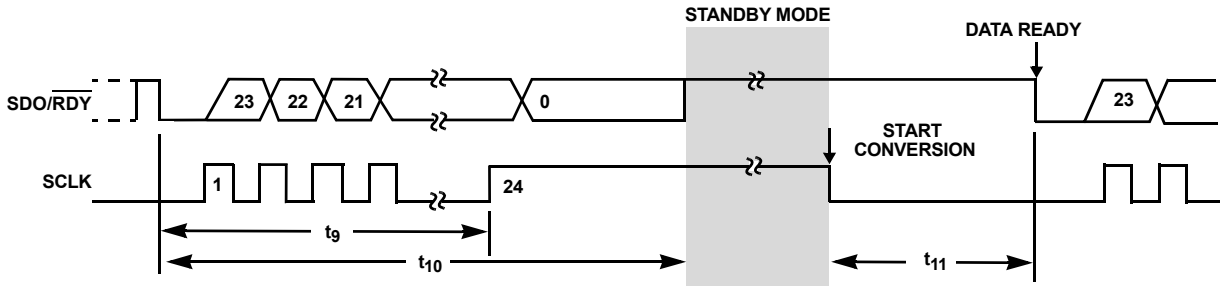 STANDBY MODE
DATA READY
SDO/RDY
23
22
21
0
23
START
CONVERSION
SCLK
1
24
t9
t10
t11